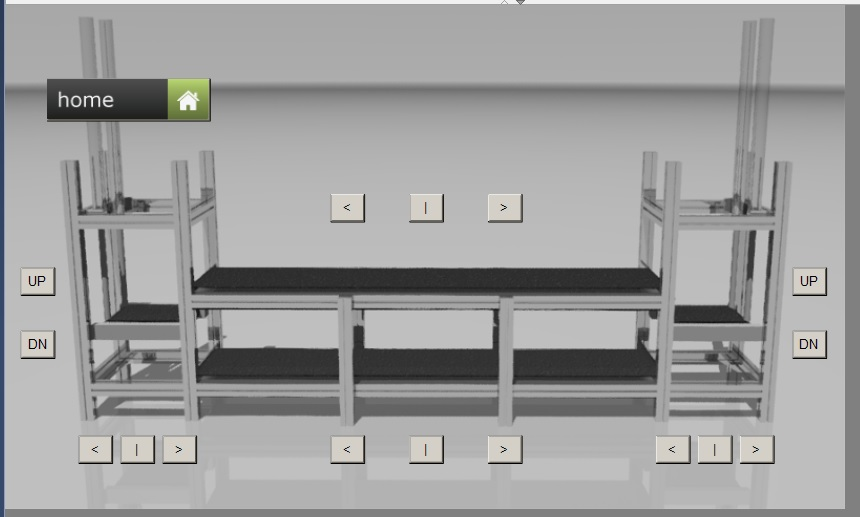 home
< | >
UP UP
DN DN
< | > < | > < | >